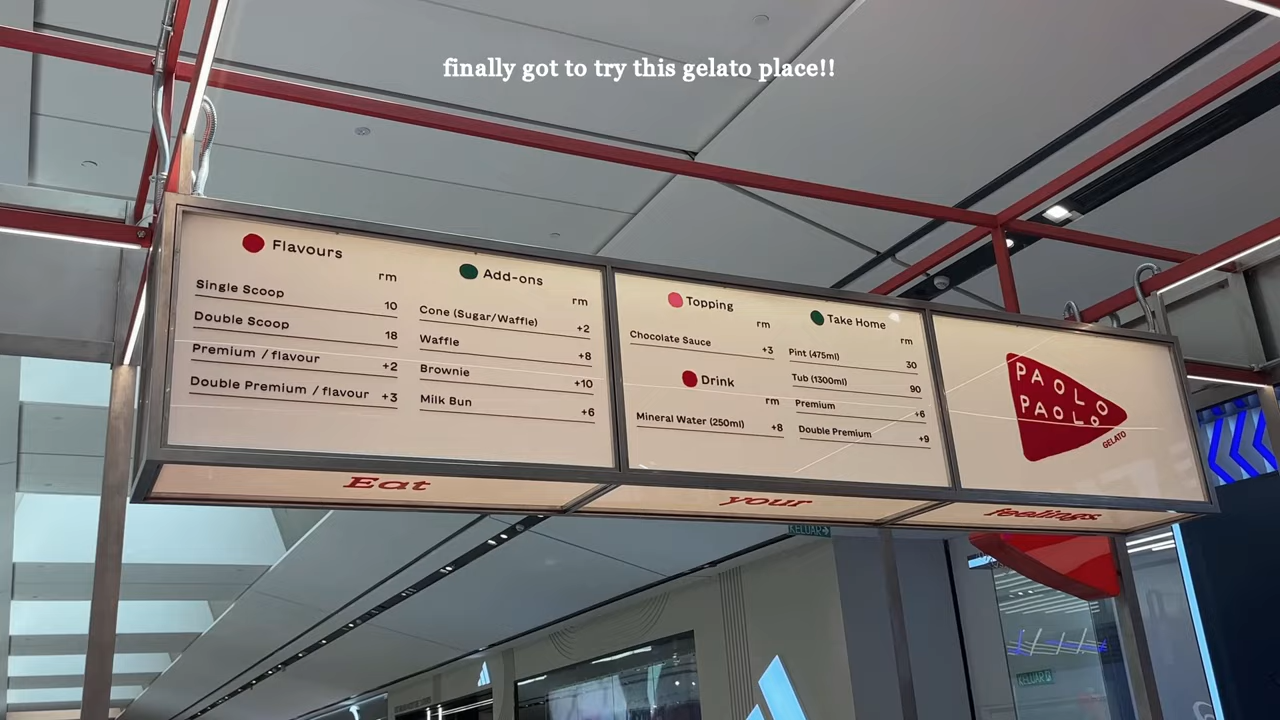 finally got to try this gelato place!!
Flavours
rm
Single Scoop 10
Double Scoop 18
Premium / flavour +2
Double Premium / flavour +3
Add-ons
rm
Cone (Sugar/Waffle) +2
Waffle +8
Brownie +10
Milk Bun +6
Topping
rm
Chocolate Sauce +3
Drink
rm
Mineral Water (250ml) +8
Take Home
rm
Pint (475ml) 30
Tub (1300ml) 90
Premium +6
Double Premium +9
PAOLO
PAOLO
GELATO
Eat your feelings
KELUAR
KELUAR